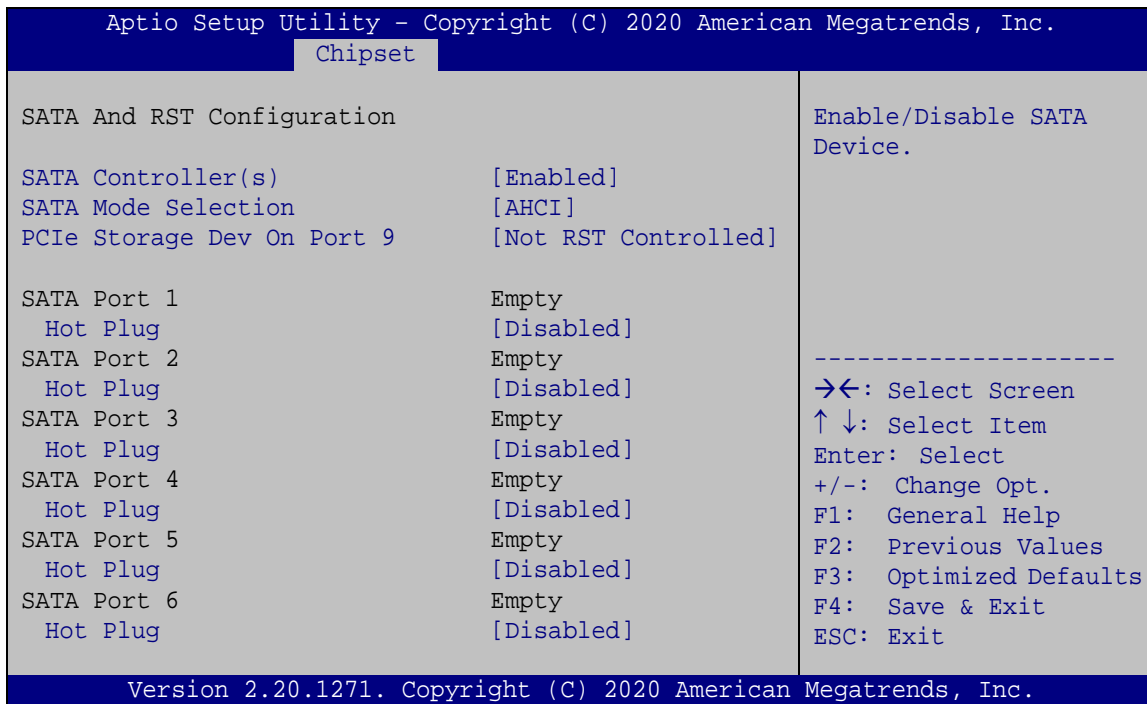 Aptio Setup Utility – Copyright (C) 2020 American Megatrends, Inc.
Chipset
SATA And RST Configuration
SATA Controller(s) [Enabled]
SATA Mode Selection [AHCI]
PCIe Storage Dev On Port 9 [Not RST Controlled]
SATA Port 1 Empty
Hot Plug [Disabled]
SATA Port 2 Empty
Hot Plug [Disabled]
SATA Port 3 Empty
Hot Plug [Disabled]
SATA Port 4 Empty
Hot Plug [Disabled]
SATA Port 5 Empty
Hot Plug [Disabled]
SATA Port 6 Empty
Hot Plug [Disabled]
Enable/Disable SATA
Device.
---------------------
→←: Select Screen
↑ ↓: Select Item
Enter: Select
+/-: Change Opt.
F1: General Help
F2: Previous Values
F3: Optimized Defaults
F4: Save & Exit
ESC: Exit
Version 2.20.1271. Copyright (C) 2020 American Megatrends, Inc.